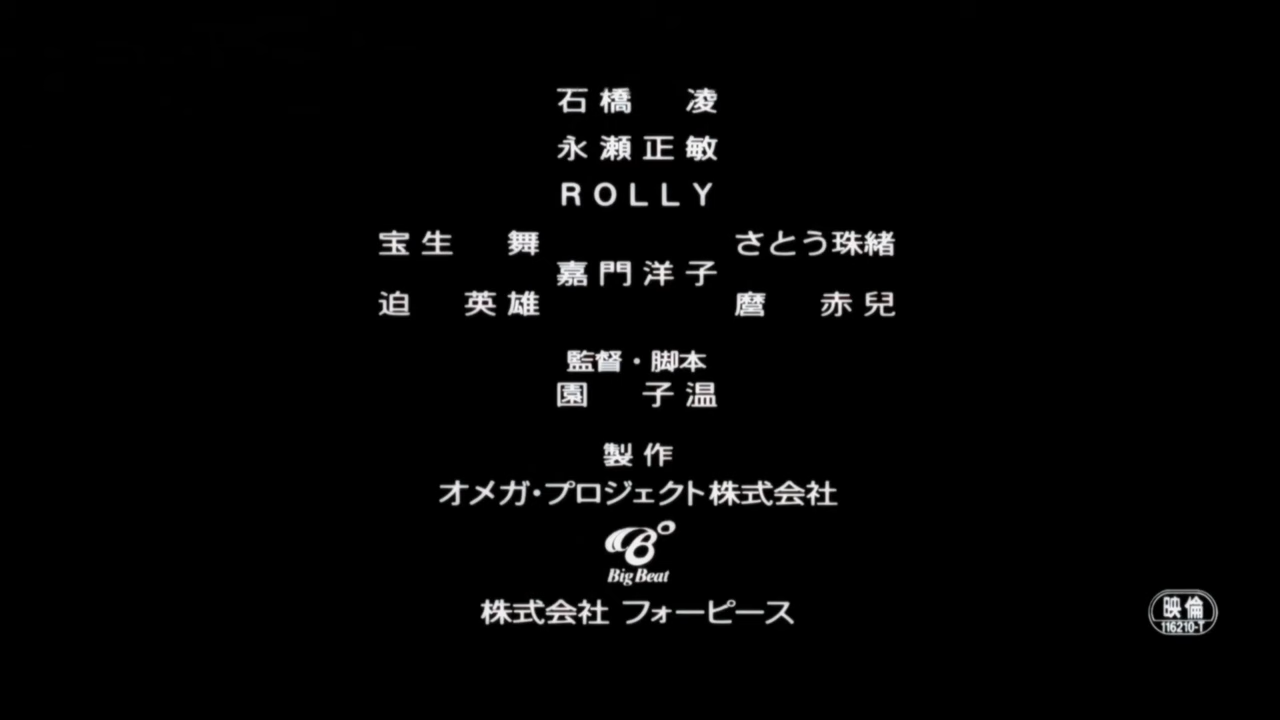 石橋　凌
永瀬正敏
ROLLY
宝生　舞　さとう珠緒
嘉門洋子
迫　英雄　麿　赤兒
監督・脚本
園　子温
製作
オメガ・プロジェクト株式会社
Big Beat
株式会社 フォーピース
映倫
116210-T